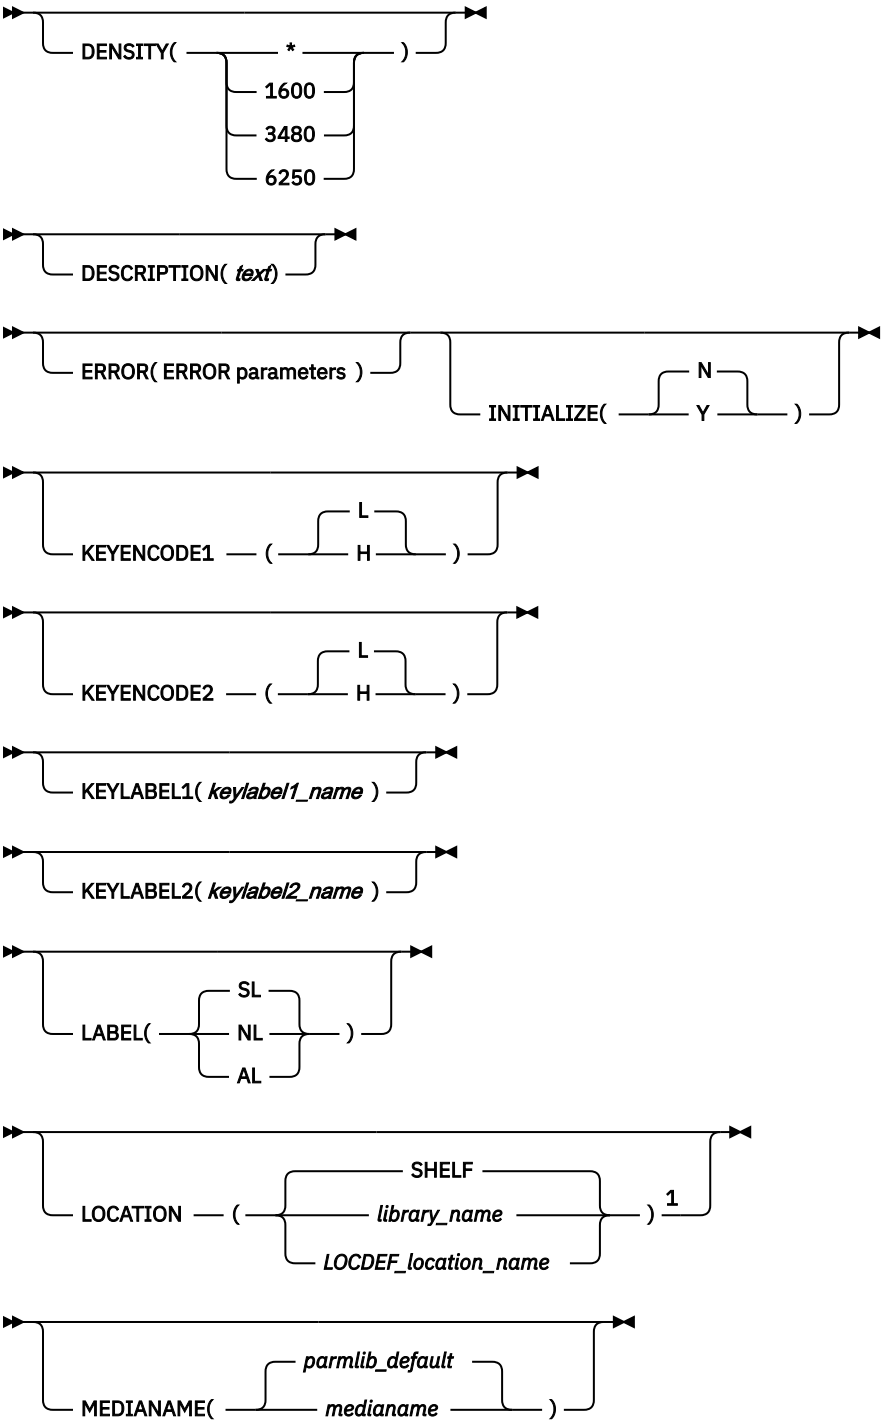 DENSITY( * )
1600
3480
6250
DESCRIPTION( text)
ERROR( ERROR parameters )
N
INITIALIZE( Y )
L
KEYENCODE1 ( H )
L
KEYENCODE2 ( H )
KEYLABEL1( keylabel1_name )
KEYLABEL2( keylabel2_name )
SL
LABEL( NL )
AL
SHELF
LOCATION ( library_name ) 1
LOCDEF_location_name
parmlib_default
MEDIANAME( medianame )